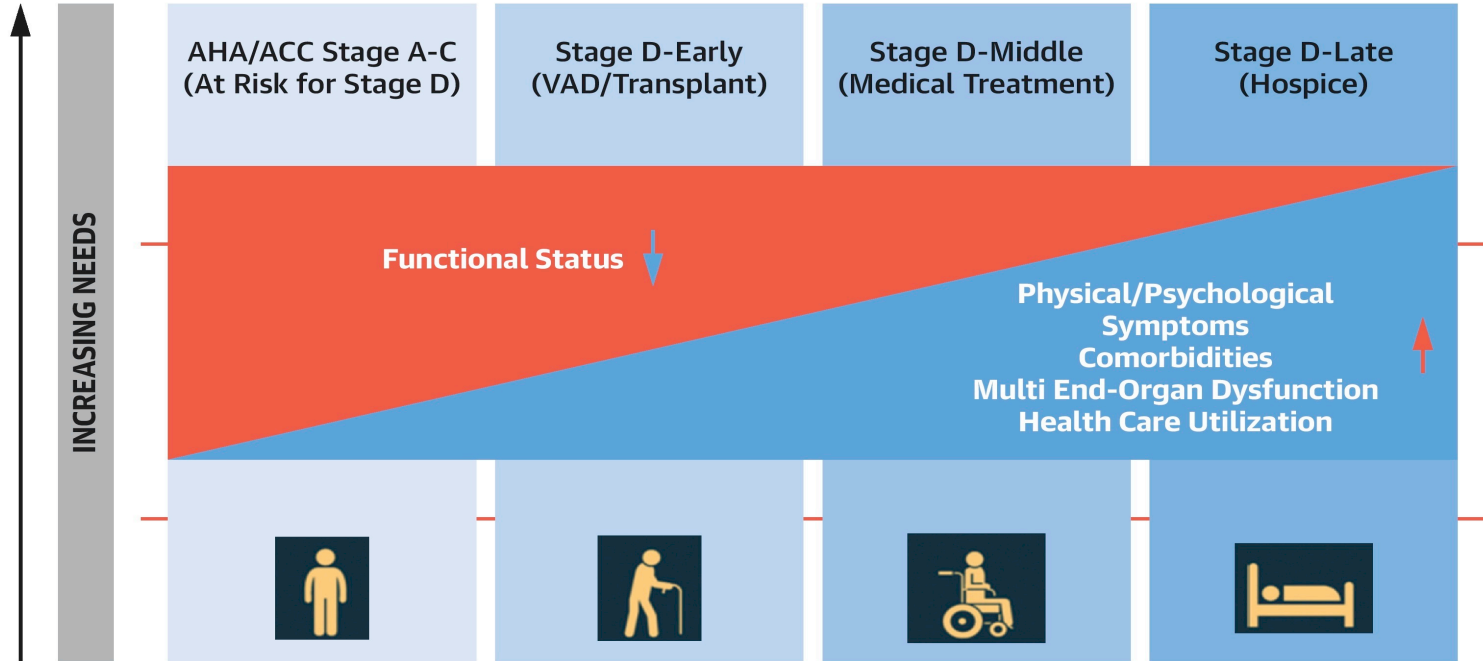 AHA/ACC Stage A-C
(At Risk for Stage D)
Stage D-Early
(VAD/Transplant)
Stage D-Middle
(Medical Treatment)
Stage D-Late
(Hospice)
INCREASING NEEDS
Functional Status
Physical/Psychological
Symptoms
Comorbidities
Multi End-Organ Dysfunction
Health Care Utilization